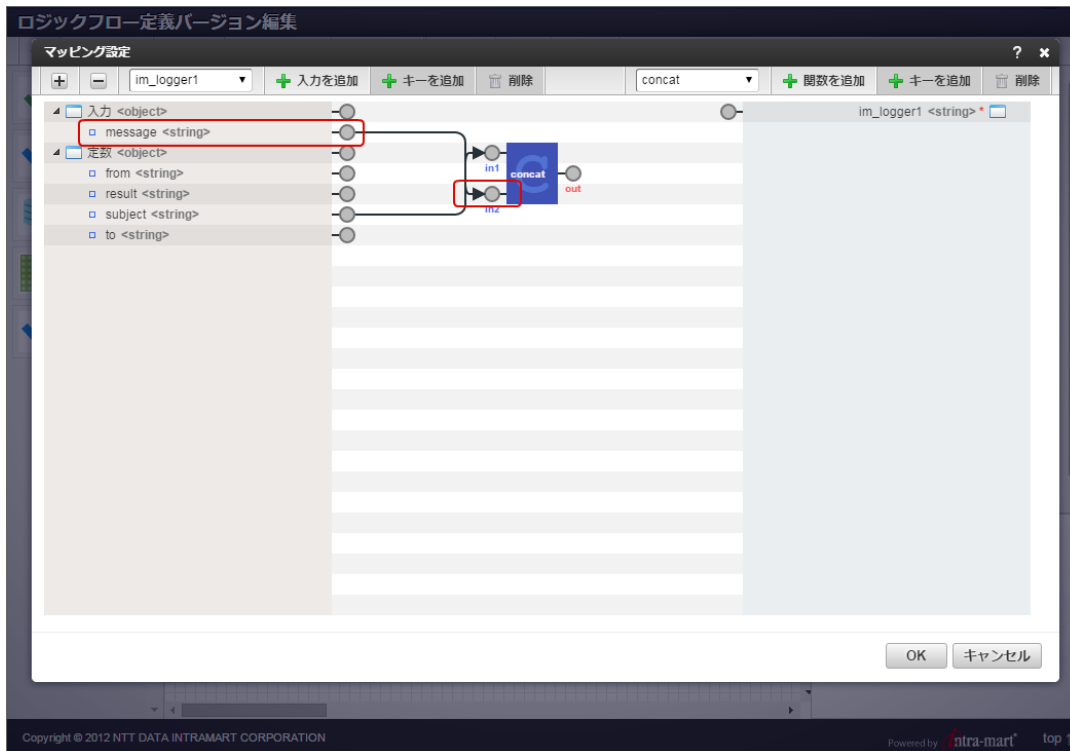 ロジックフロー定義バージョン編集
マッピング設定 ? ×
im_logger1 ▼ 入力を追加 キーを追加 削除 concat ▼ 関数を追加 キーを追加 削除
入力 <object>
im_logger1 <string> *
message <string>
定数 <object>
from <string>
result <string>
subject <string>
to <string>
in1
concat
out
in2
OK キャンセル
Copyright © 2012 NTT DATA INTRAMART CORPORATION
Powered by intra-mart top